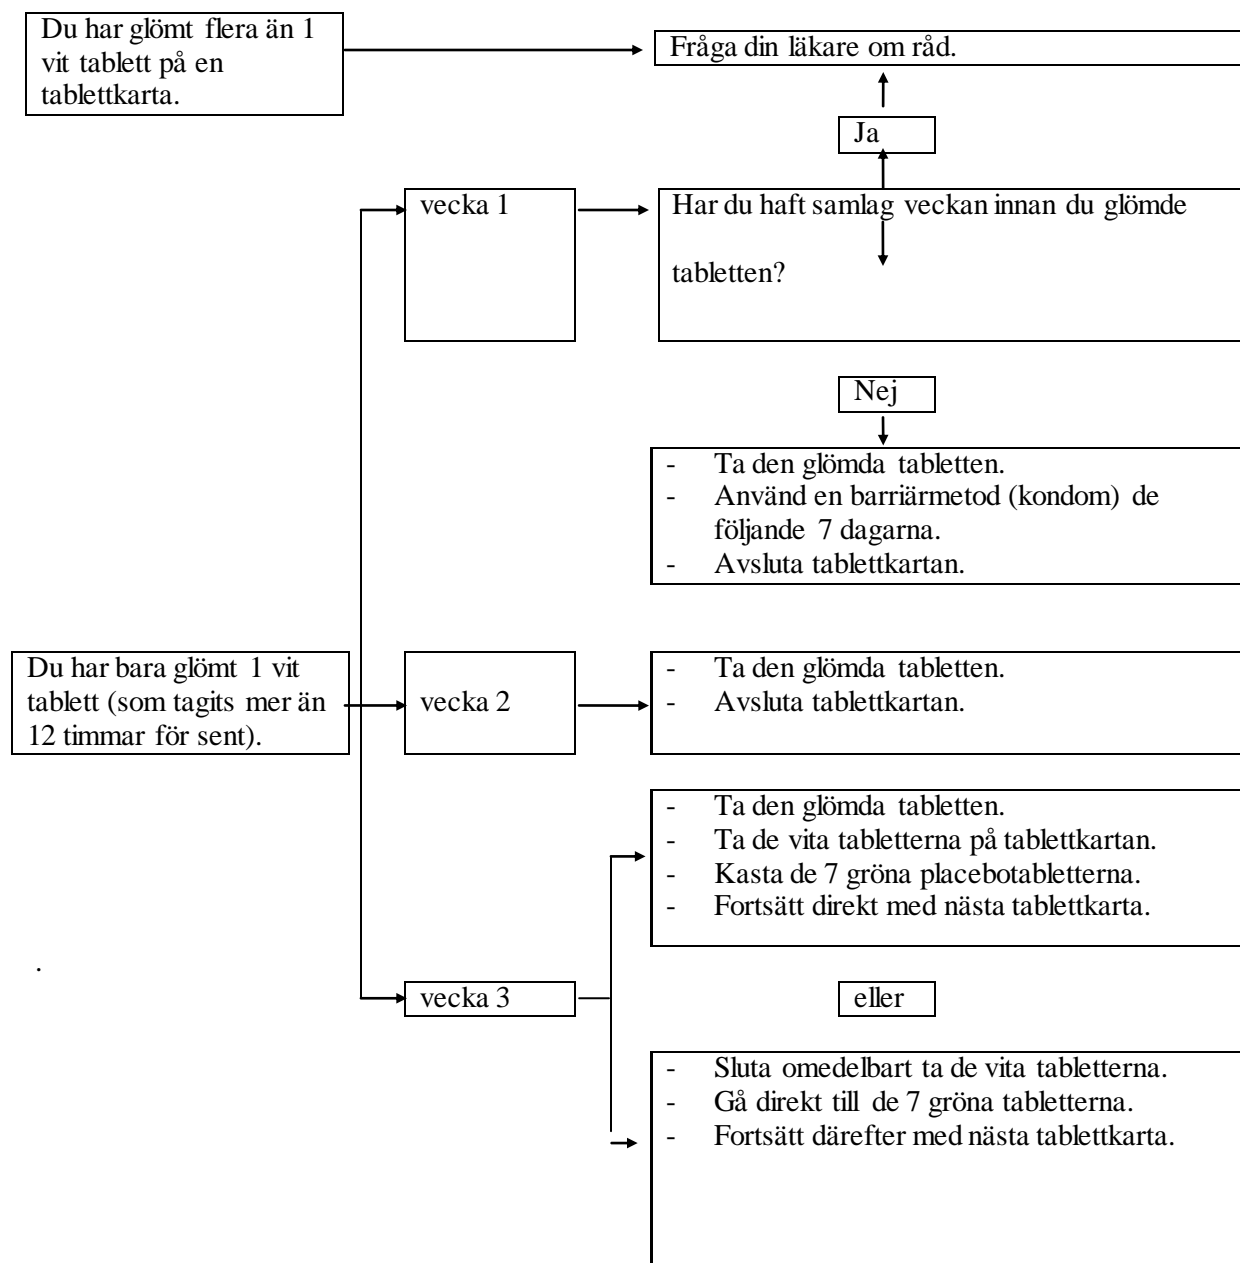 Du har glömt flera än 1
vit tablett på en
tablettkarta.
Fråga din läkare om råd.
Ja
vecka 1
Har du haft samlag veckan innan du glömde
tabletten?
Nej
- Ta den glömda tabletten.
- Använd en barriärmetod (kondom) de
följande 7 dagarna.
- Avsluta tablettkartan.
Du har bara glömt 1 vit
tablett (som tagits mer än
12 timmar för sent).
vecka 2
- Ta den glömda tabletten.
- Avsluta tablettkartan.
- Ta den glömda tabletten.
- Ta de vita tabletterna på tablettkartan.
- Kasta de 7 gröna placebotabletterna.
- Fortsätt direkt med nästa tablettkarta.
.
vecka 3
eller
- Sluta omedelbart ta de vita tabletterna.
- Gå direkt till de 7 gröna tabletterna.
- Fortsätt därefter med nästa tablettkarta.